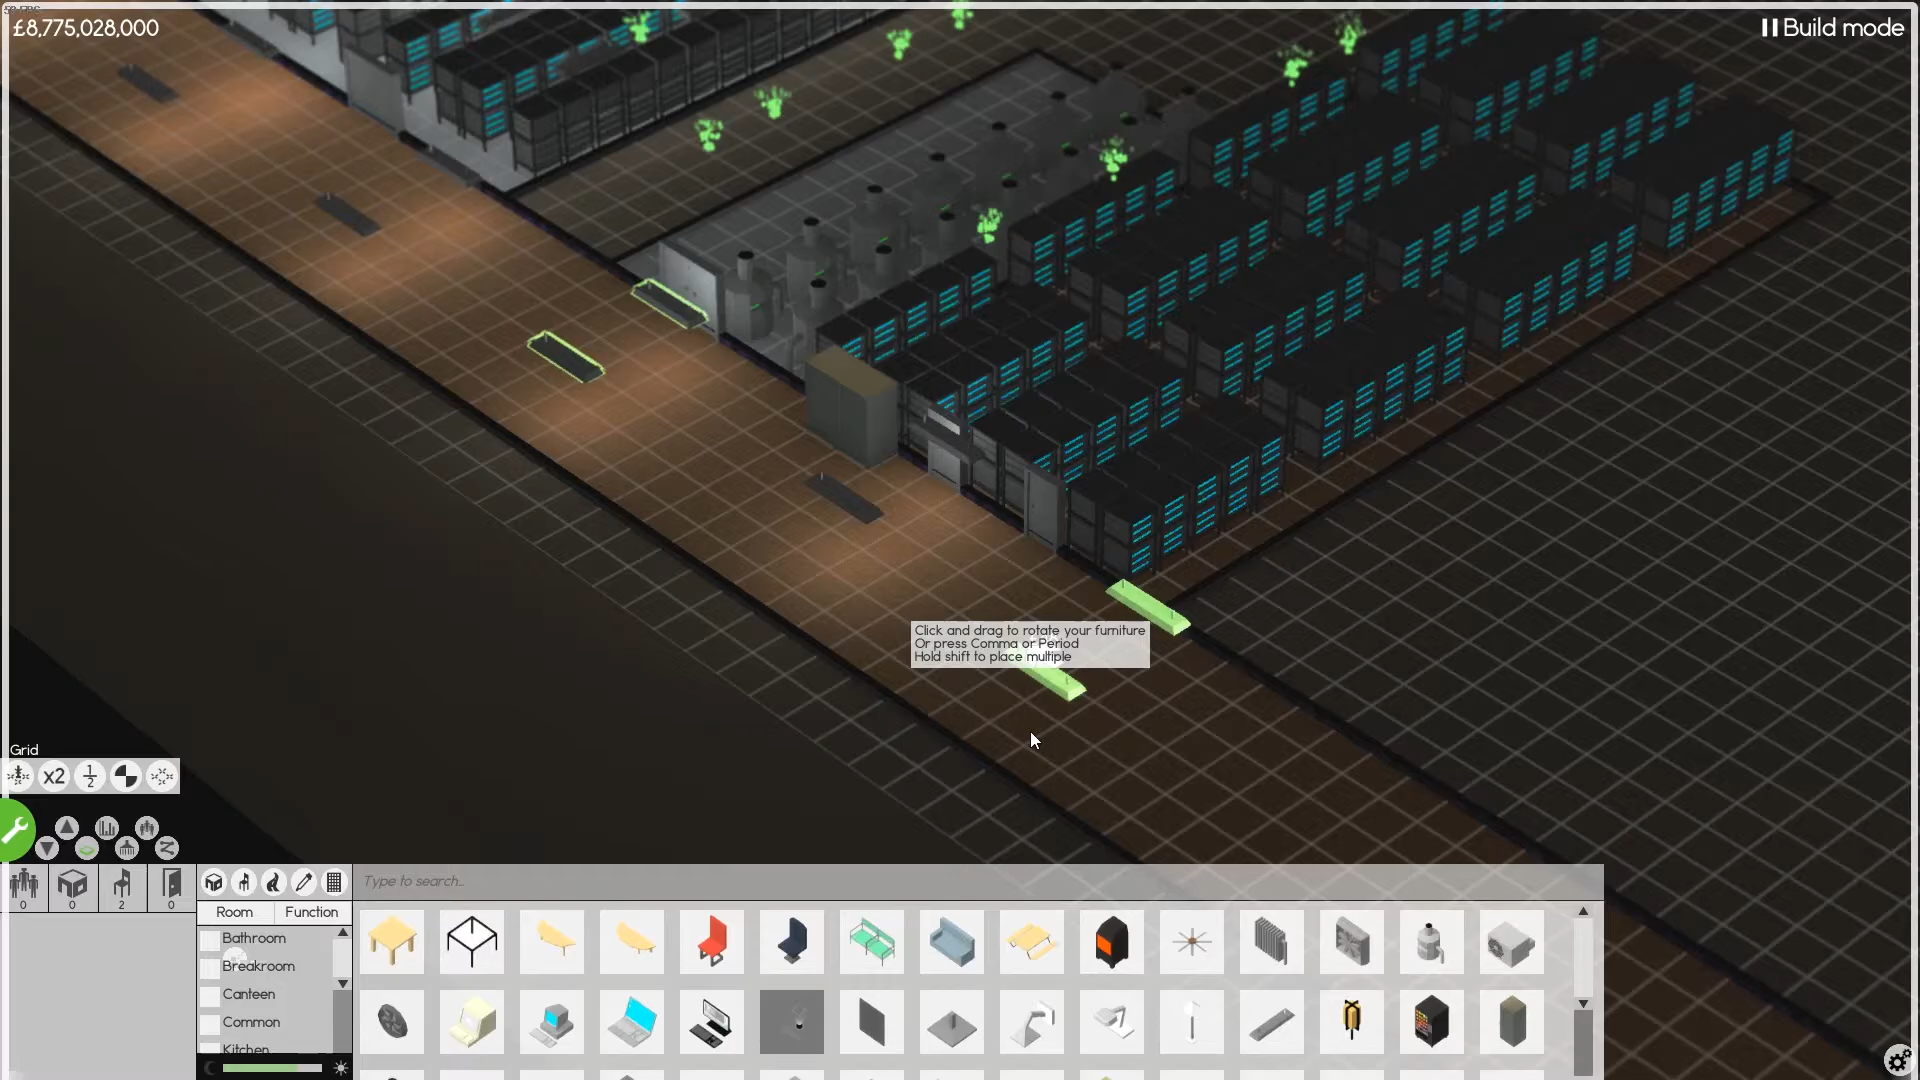 £8,775,028,000
Build mode
Click and drag to rotate your furniture
Or press Comma or Period
Hold shift to place multiple
Grid
x2
1
2
0
0
2
0
Type to search...
Room
Function
Bathroom
Breakroom
Canteen
Common
Kitchen